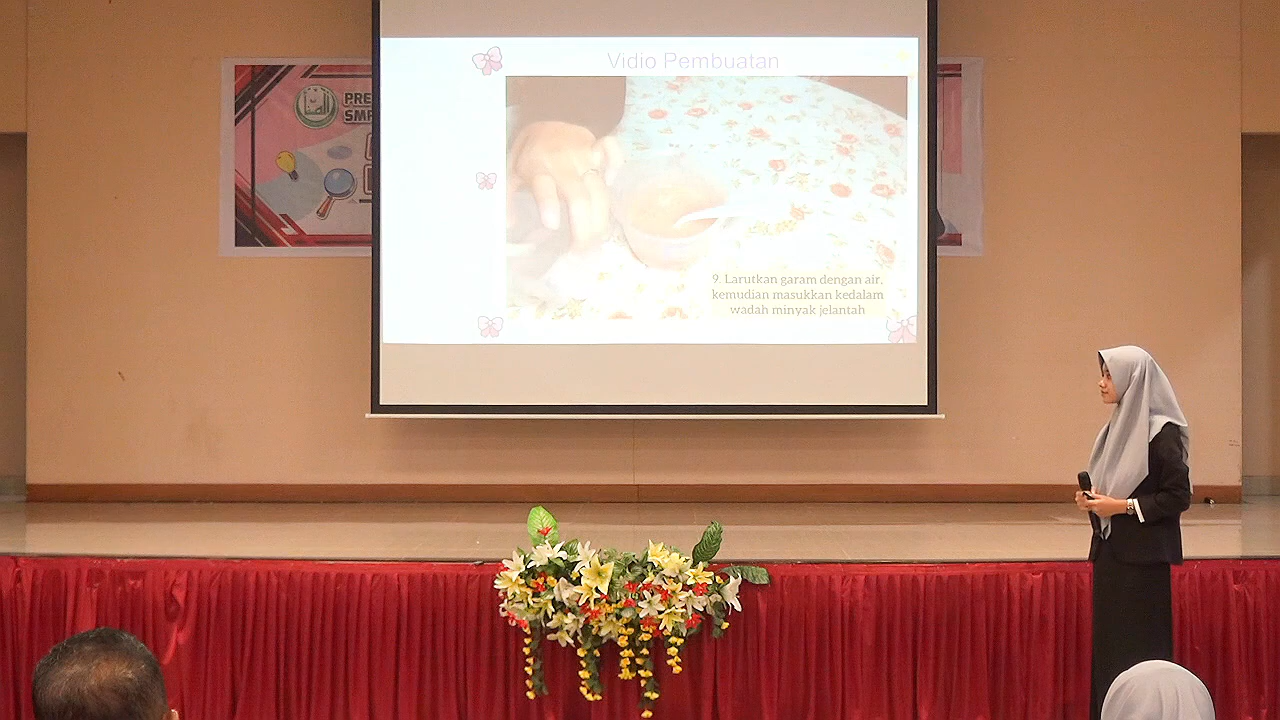 Vidio Pembuatan
9. Larutkan garam dengan air,
kemudian masukkan kedalam
wadah minyak jelantah